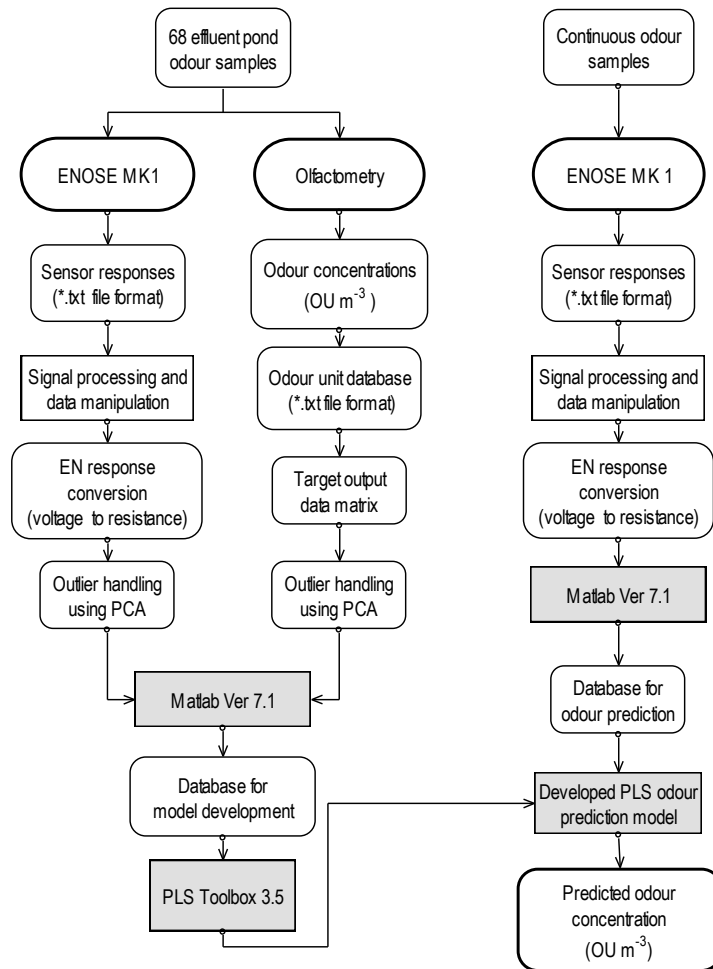 68 effluent pond
odour samples
Continuous odour
samples
ENOSE MK1
Olfactometry
ENOSE MK 1
Sensor responses
(*.txt file format)
Odour concentrations
(OU m⁻³ )
Sensor responses
(*.txt file format)
Signal processing and
data manipulation
Odour unit database
(*.txt file format)
Signal processing and
data manipulation
EN response
conversion
(voltage to resistance)
Target output
data matrix
EN response
conversion
(voltage to resistance)
Outlier handling
using PCA
Outlier handling
using PCA
Matlab Ver 7.1
Matlab Ver 7.1
Database for
odour prediction
Database for
model development
Developed PLS odour
prediction model
PLS Toolbox 3.5
Predicted odour
concentration
(OU m⁻³)